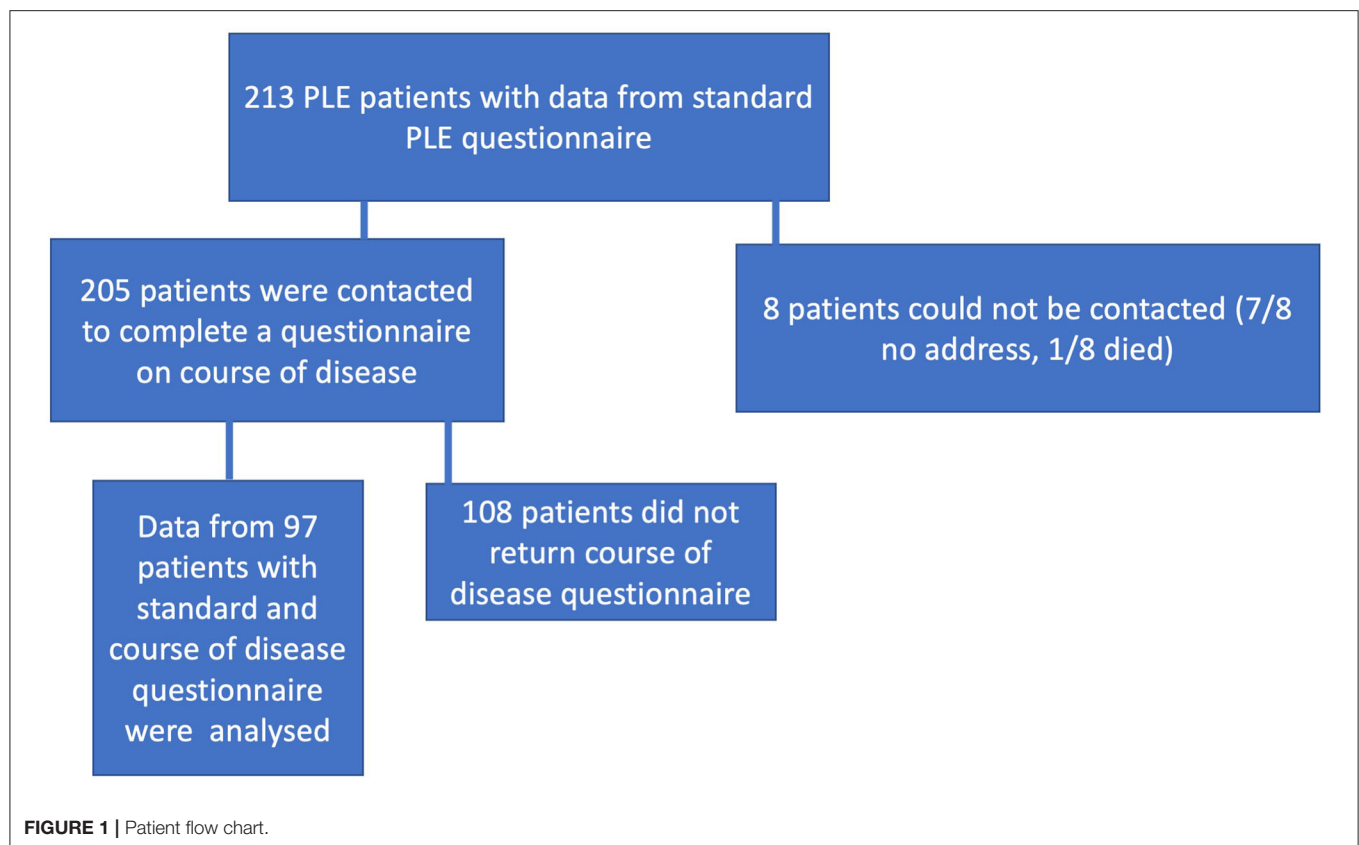 213 PLE patients with data from standard
PLE questionnaire
205 patients were contacted
to complete a questionnaire
on course of disease
8 patients could not be contacted (7/8
no address, 1/8 died)
Data from 97
patients with
standard and
course of disease
questionnaire
were analysed
108 patients did not
return course of
disease questionnaire
FIGURE 1 | Patient flow chart.